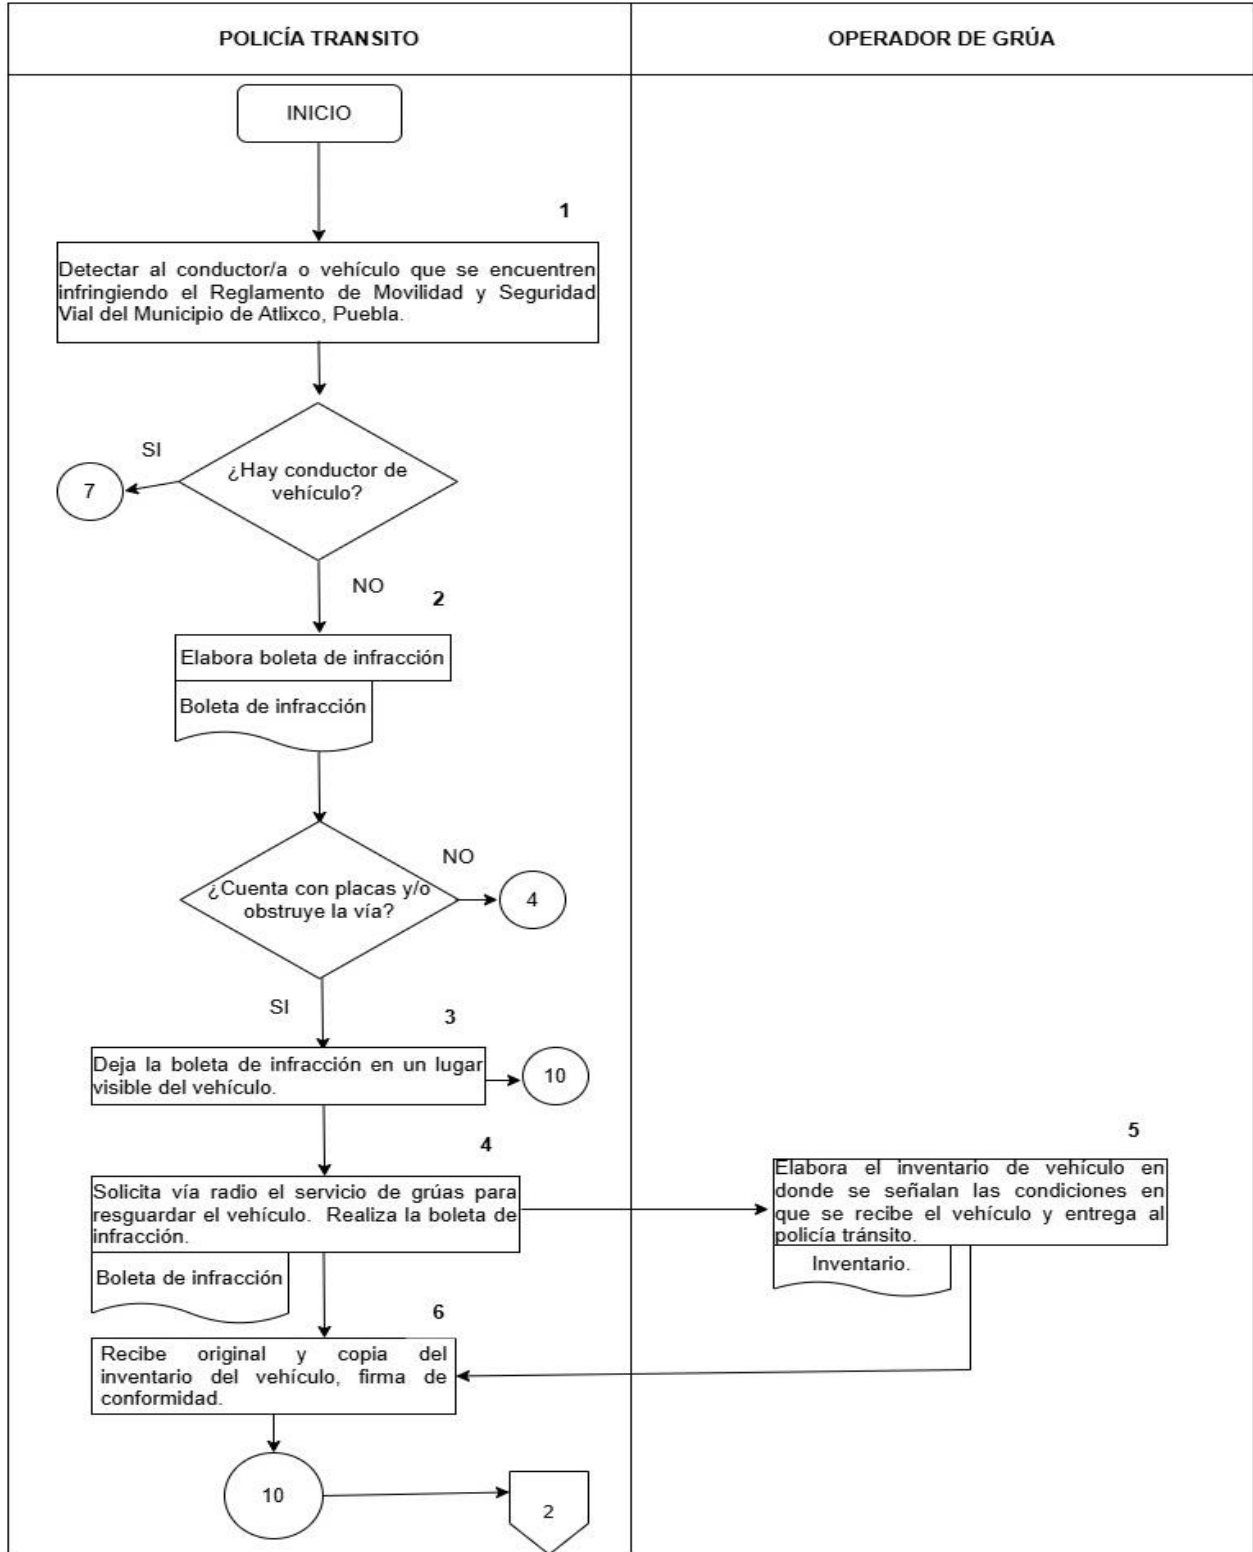 POLICÍA TRANSITO
OPERADOR DE GRÚA
INICIO
1
Detectar al conductor/a o vehículo que se encuentren
infringiendo el Reglamento de Movilidad y Seguridad
Vial del Municipio de Atlixco, Puebla.
¿Hay conductor de
vehículo?
SI
7
NO
2
Elabora boleta de infracción
Boleta de infracción
¿Cuenta con placas y/o
obstruye la vía?
NO
4
SI
3
Deja la boleta de infracción en un lugar
visible del vehículo.
10
4
Solicita vía radio el servicio de grúas para
resguardar el vehículo. Realiza la boleta de
infracción.
Boleta de infracción
5
Elabora el inventario de vehículo en
donde se señalan las condiciones en
que se recibe el vehículo y entrega al
policía tránsito.
Inventario.
6
Recibe original y copia del
inventario del vehículo, firma de
conformidad.
10
2